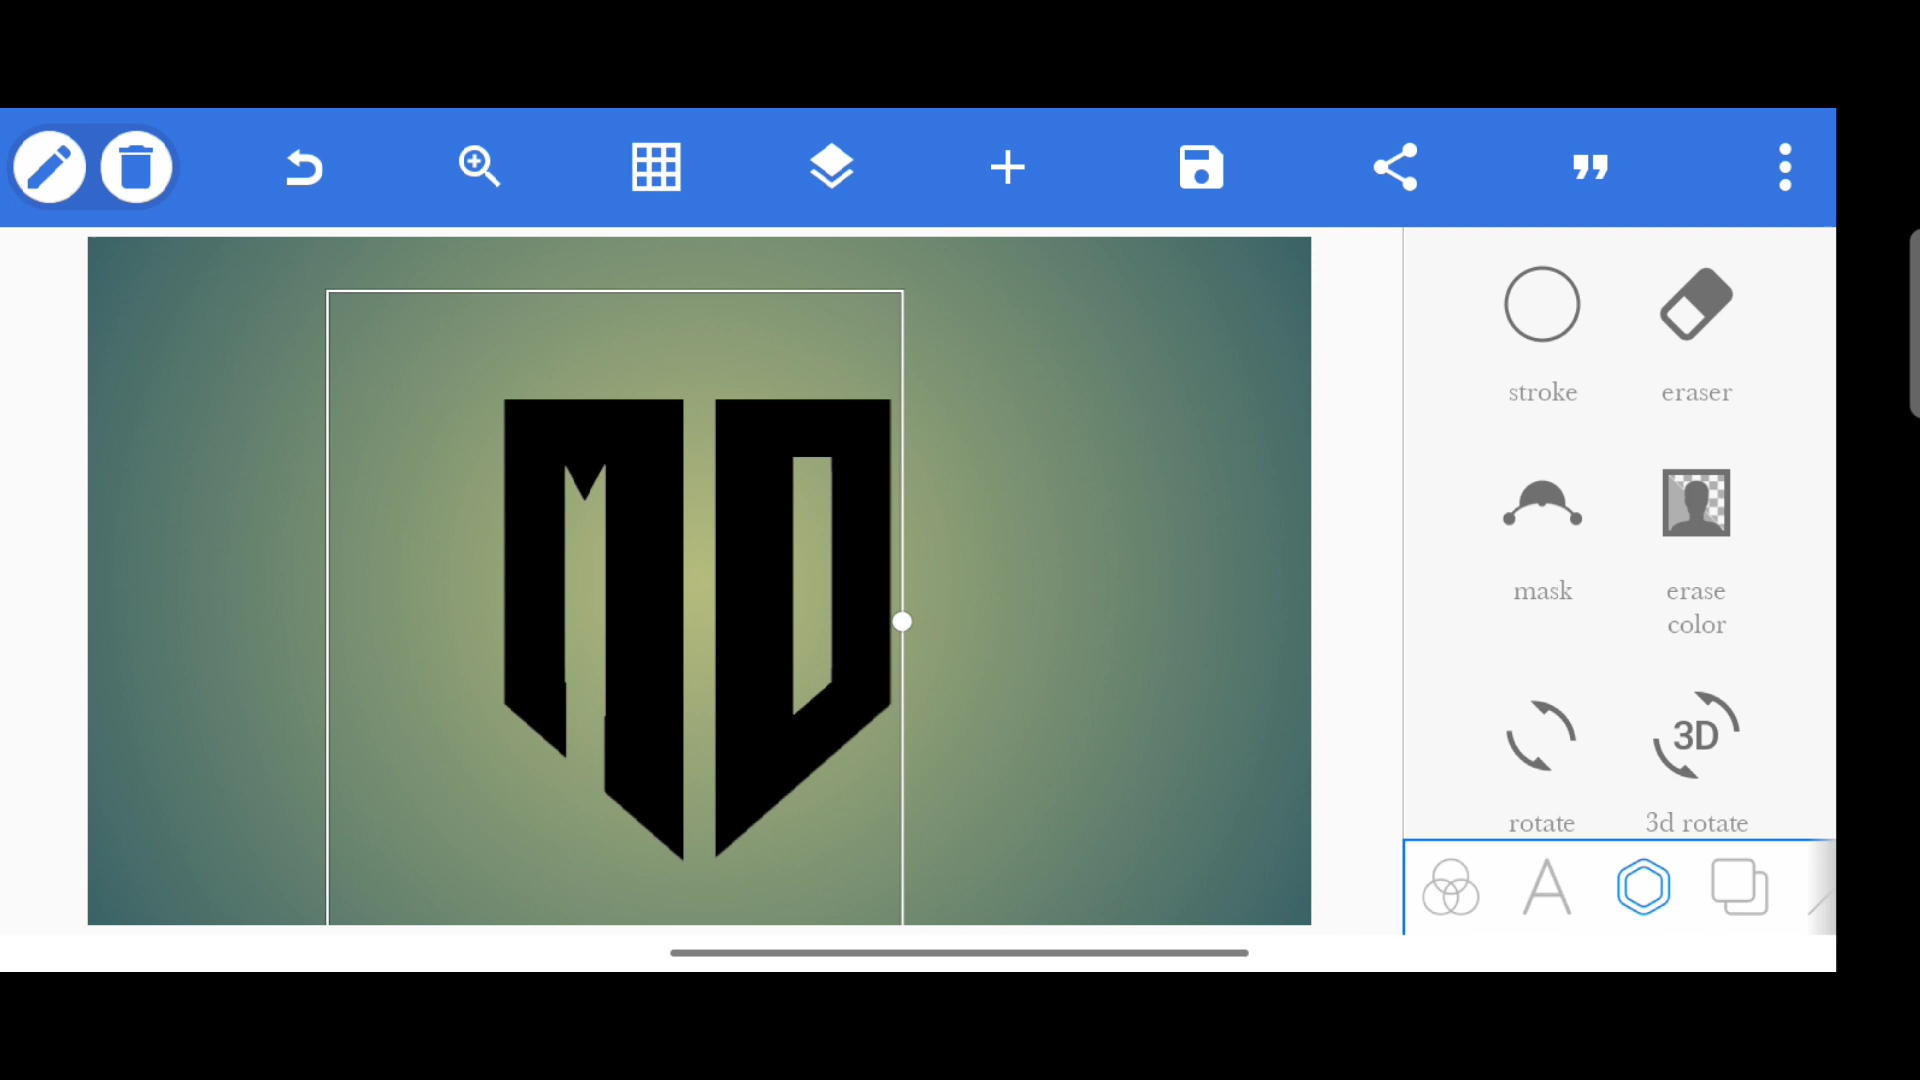 MD
stroke
eraser
mask
erase
color
3D
rotate
3d rotate